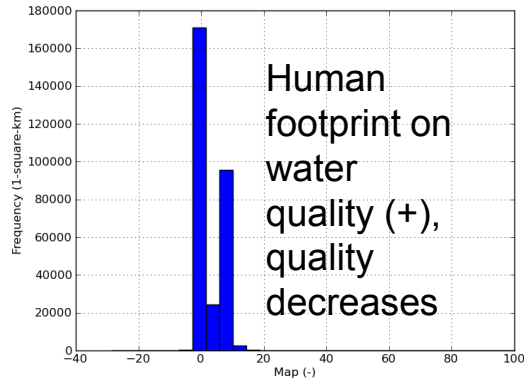 180000
160000
140000
120000
100000
80000
60000
40000
20000
0
Frequency (1-square-km)
Human
footprint on
water
quality (+),
quality
decreases
-40
-20
0
20
40
60
80
100
Map (-)